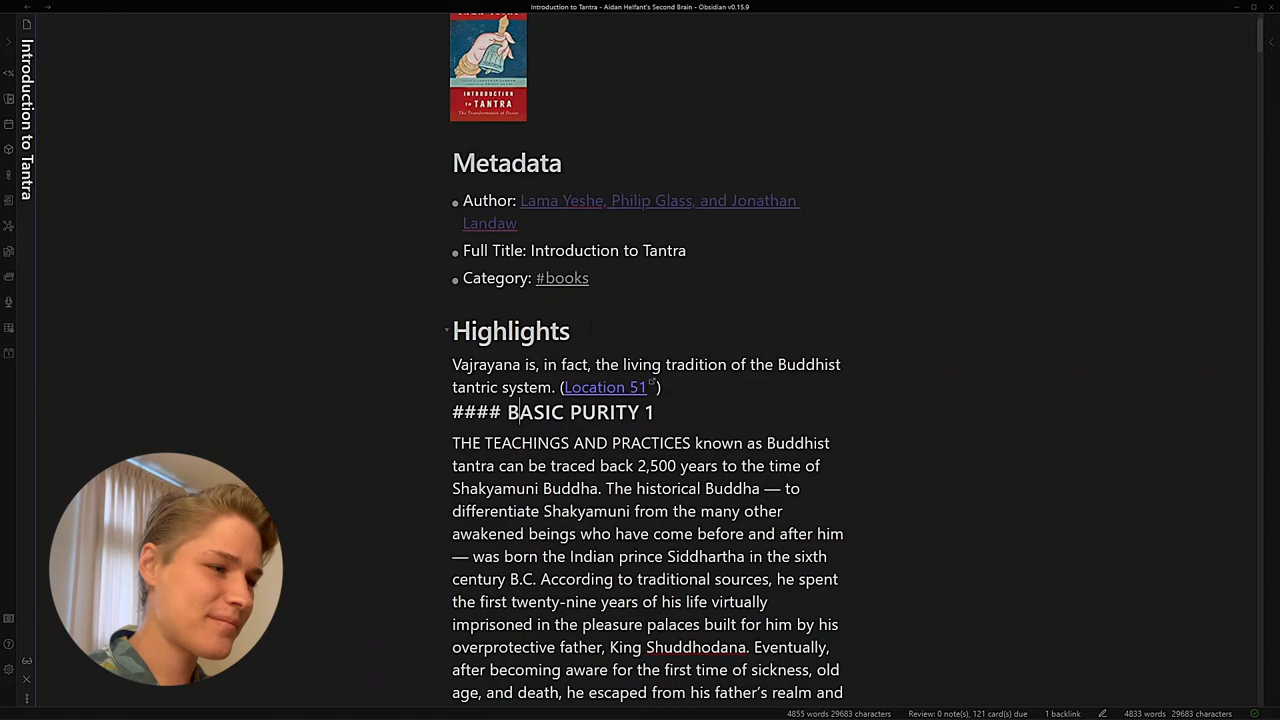 Introduction to Tantra - Aidan Helfant's Second Brain - Obsidian v0.15.9
Introduction to Tantra
INTRODUCTION
to TANTRA
The Transformation of Desire
Metadata
Author: Lama Yeshe, Philip Glass, and Jonathan
Landaw
Full Title: Introduction to Tantra
Category: #books
Highlights
Vajrayana is, in fact, the living tradition of the Buddhist
tantric system. (Location 51)
#### BASIC PURITY 1
THE TEACHINGS AND PRACTICES known as Buddhist
tantra can be traced back 2,500 years to the time of
Shakyamuni Buddha. The historical Buddha — to
differentiate Shakyamuni from the many other
awakened beings who have come before and after him
— was born the Indian prince Siddhartha in the sixth
century B.C. According to traditional sources, he spent
the first twenty-nine years of his life virtually
imprisoned in the pleasure palaces built for him by his
overprotective father, King Shuddhodana. Eventually,
after becoming aware for the first time of sickness, old
age, and death, he escaped from his father's realm and
4855 words 29683 characters Review: 0 note(s), 121 card(s) due 1 backlink 4833 words 29683 characters